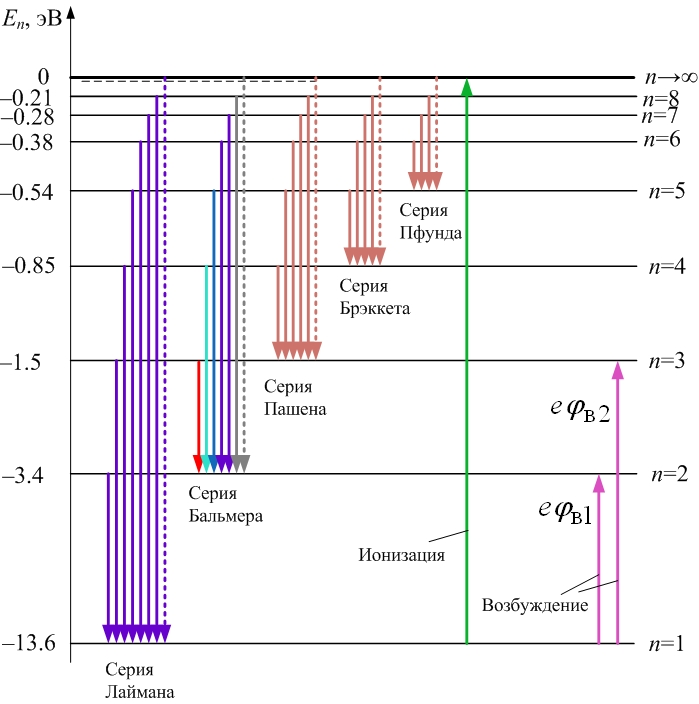 Eₙ, эВ
0
n→∞
−0.21
n=8
−0.28
n=7
−0.38
n=6
−0.54
n=5
Серия
Пфунда
−0.85
n=4
Серия
Брэккета
−1.5
n=3
Серия
Пашена
eφв2
−3.4
n=2
Серия
Бальмера
eφв1
Ионизация
Возбуждение
−13.6
n=1
Серия
Лаймана